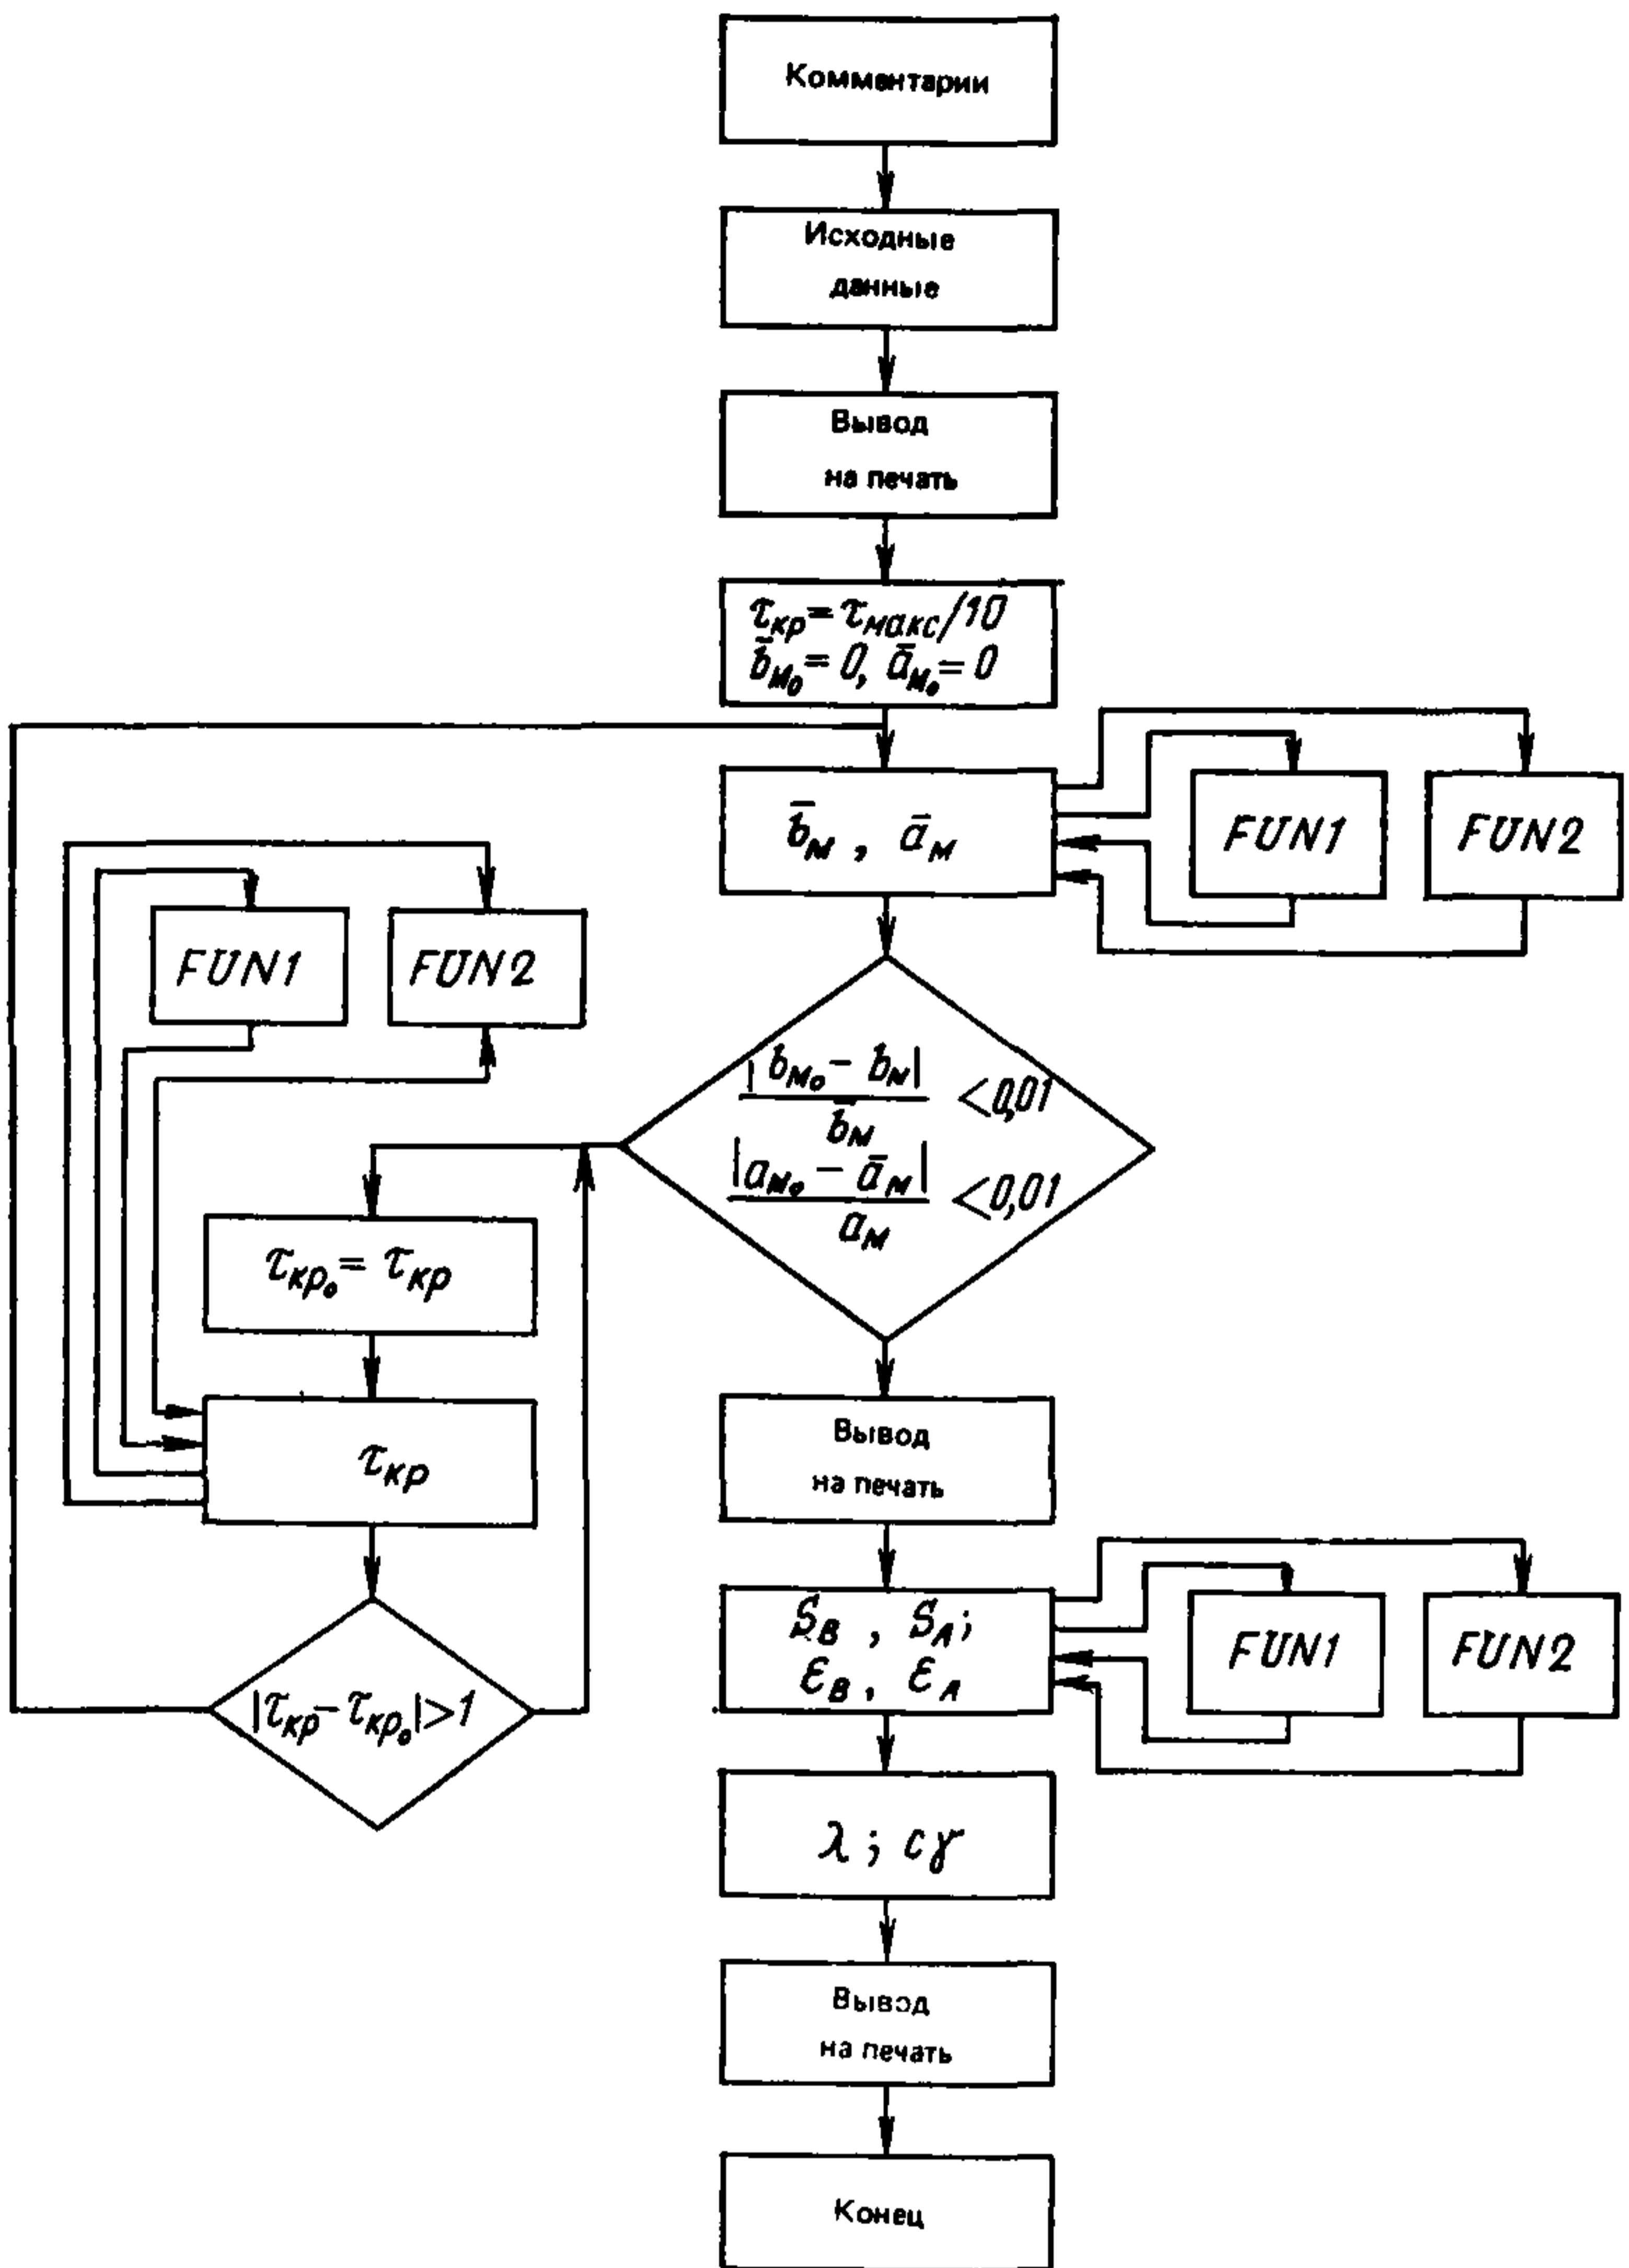 Комментарии
Исходные
данные
Вывод
на печать
τкр = τмакс/10
b̄м₀ = 0, āм₀ = 0
b̄м , āм
FUN1
FUN2
FUN1
FUN2
|bм₀ − bм|
b̄м
<0,01
|aм₀ − āм|
aм
<0,01
τкр₀ = τкр
τкр
|τкр − τкр₀| > 1
Вывод
на печать
Sв , Sа;
εв , εа
FUN1
FUN2
λ ; cγ
Вывод
на печать
Конец